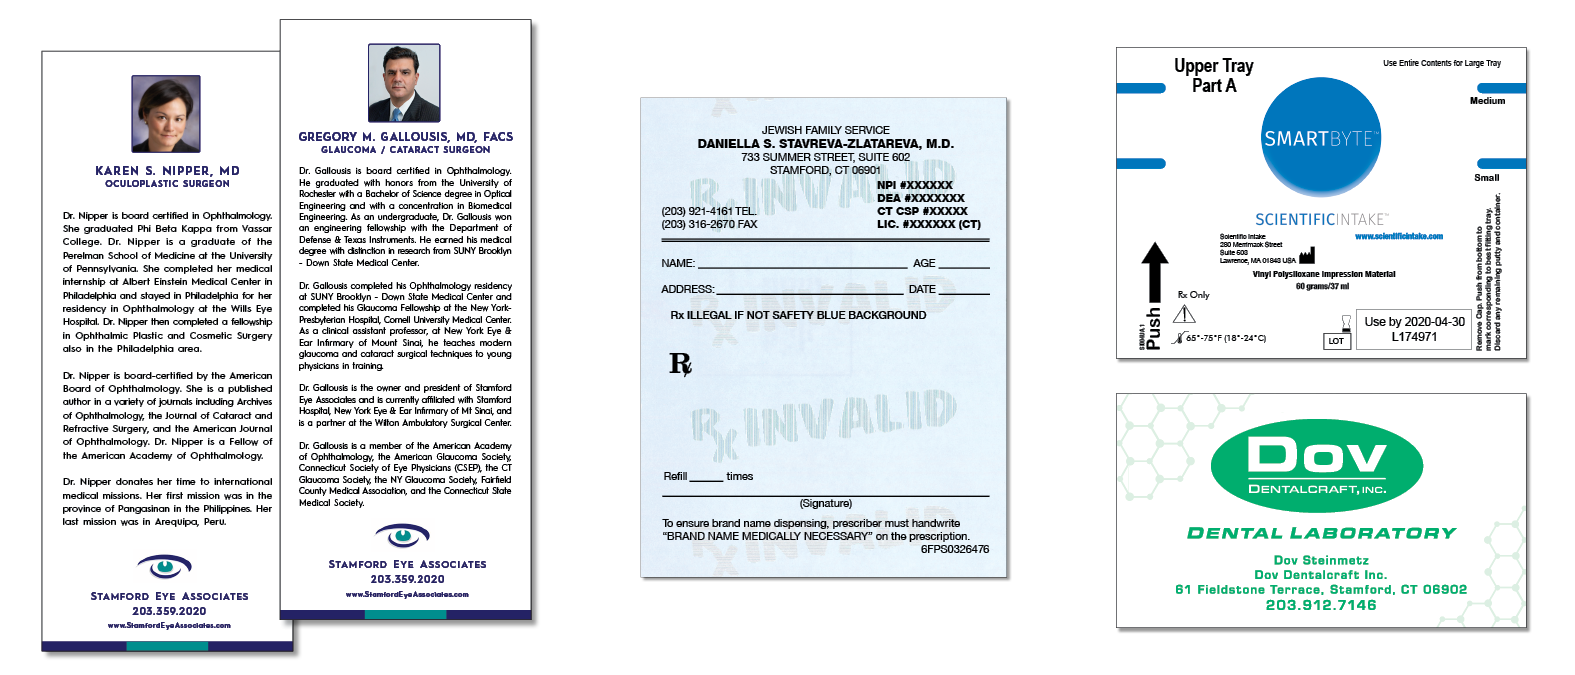 KAREN S. NIPPER, MD
OCULOPLASTIC SURGEON
Dr. Nipper is board certified in Ophthalmology.
She graduated Phi Beta Kappa from Vassar
College. Dr. Nipper is a graduate of the
Perelman School of Medicine at the University
of Pennsylvania. She completed her medical
internship at Albert Einstein Medical Center in
Philadelphia and stayed in Philadelphia for her
residency in Ophthalmology at the Wills Eye
Hospital. Dr. Nipper then completed a fellowship
in Ophthalmic Plastic and Cosmetic Surgery
also in the Philadelphia area.
Dr. Nipper is board-certified by the American
Board of Ophthalmology. She is a published
author in a variety of journals including Archives
of Ophthalmology, the Journal of Cataract and
Refractive Surgery, and the American Journal
of Ophthalmology. Dr. Nipper is a Fellow of
the American Academy of Ophthalmology.
Dr. Nipper donates her time to international
medical missions. Her first mission was in the
province of Pangasinan in the Philippines. Her
last mission was in Arequipa, Peru.
STAMFORD EYE ASSOCIATES
203.359.2020
www.StamfordEyeAssociates.com
GREGORY M. GALLOUSIS, MD, FACS
GLAUCOMA / CATARACT SURGEON
Dr. Gallousis is board certified in Ophthalmology.
He graduated with honors from the University of
Rochester with a Bachelor of Science degree in Optical
Engineering and with a concentration in Biomedical
Engineering. As an undergraduate, Dr. Gallousis won
an engineering fellowship with the Department of
Defense & Texas Instruments. He earned his medical
degree with distinction in research from SUNY Brooklyn
- Down State Medical Center.
Dr. Gallousis completed his Ophthalmology residency
at SUNY Brooklyn - Down State Medical Center and
completed his Glaucoma Fellowship at the New York-
Presbyterian Hospital, Cornell University Medical Center.
As a clinical assistant professor, at New York Eye &
Ear Infirmary of Mount Sinai, he teaches modern
glaucoma and cataract surgical techniques to young
physicians in training.
Dr. Gallousis is the owner and president of Stamford
Eye Associates and is currently affiliated with Stamford
Hospital, New York Eye & Ear Infirmary of Mt Sinai, and
is a partner at the Wilton Ambulatory Surgical Center.
Dr. Gallousis is a member of the American Academy
of Ophthalmology, the American Glaucoma Society,
Connecticut Society of Eye Physicians (CSEP), the CT
Glaucoma Society, the NY Glaucoma Society, Fairfield
County Medical Association, and the Connecticut State
Medical Society.
STAMFORD EYE ASSOCIATES
203.359.2020
www.StamfordEyeAssociates.com
JEWISH FAMILY SERVICE
DANIELLA S. STAVREVA-ZLATAREVA, M.D.
733 SUMMER STREET, SUITE 602
STAMFORD, CT 06901
Rx INVALID
NPI #XXXXXX
DEA #XXXXXXX
(203) 921-4161 TEL. CT CSP #XXXXX
(203) 316-2670 FAX LIC. #XXXXXX (CT)
NAME: AGE
ADDRESS: DATE
Rx ILLEGAL IF NOT SAFETY BLUE BACKGROUND
Rx
Rx INVALID
Refill times
(Signature)
To ensure brand name dispensing, prescriber must handwrite
“BRAND NAME MEDICALLY NECESSARY” on the prescription.
6FPS0326476
Upper Tray
Part A
Use Entire Contents for Large Tray
Medium
SMARTBYTE™
Small
SCIENTIFICINTAKE™
www.scientificintake.com
Scientific Intake
280 Merrimack Street
Suite 603
Lawrence, MA 01843 USA
Vinyl Polysiloxane Impression Material
60 grams/37 ml
Push
Rx Only
65°-75°F (18°-24°C)
LOT
Use by 2020-04-30
L174971
Remove Cap. Push from bottom to
mark corresponding to best fitting tray.
Discard any remaining putty and container.
DOV
DENTALCRAFT, INC.
DENTAL LABORATORY
Dov Steinmetz
Dov Dentalcraft Inc.
61 Fieldstone Terrace, Stamford, CT 06902
203.912.7146